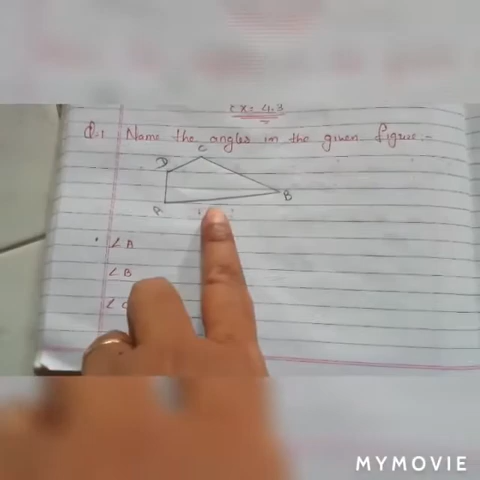 Ex= 4.3
Q.1 Name the angles in the given figure:-
C
D
B
A
∠A
∠B
∠C
MYMOVIE